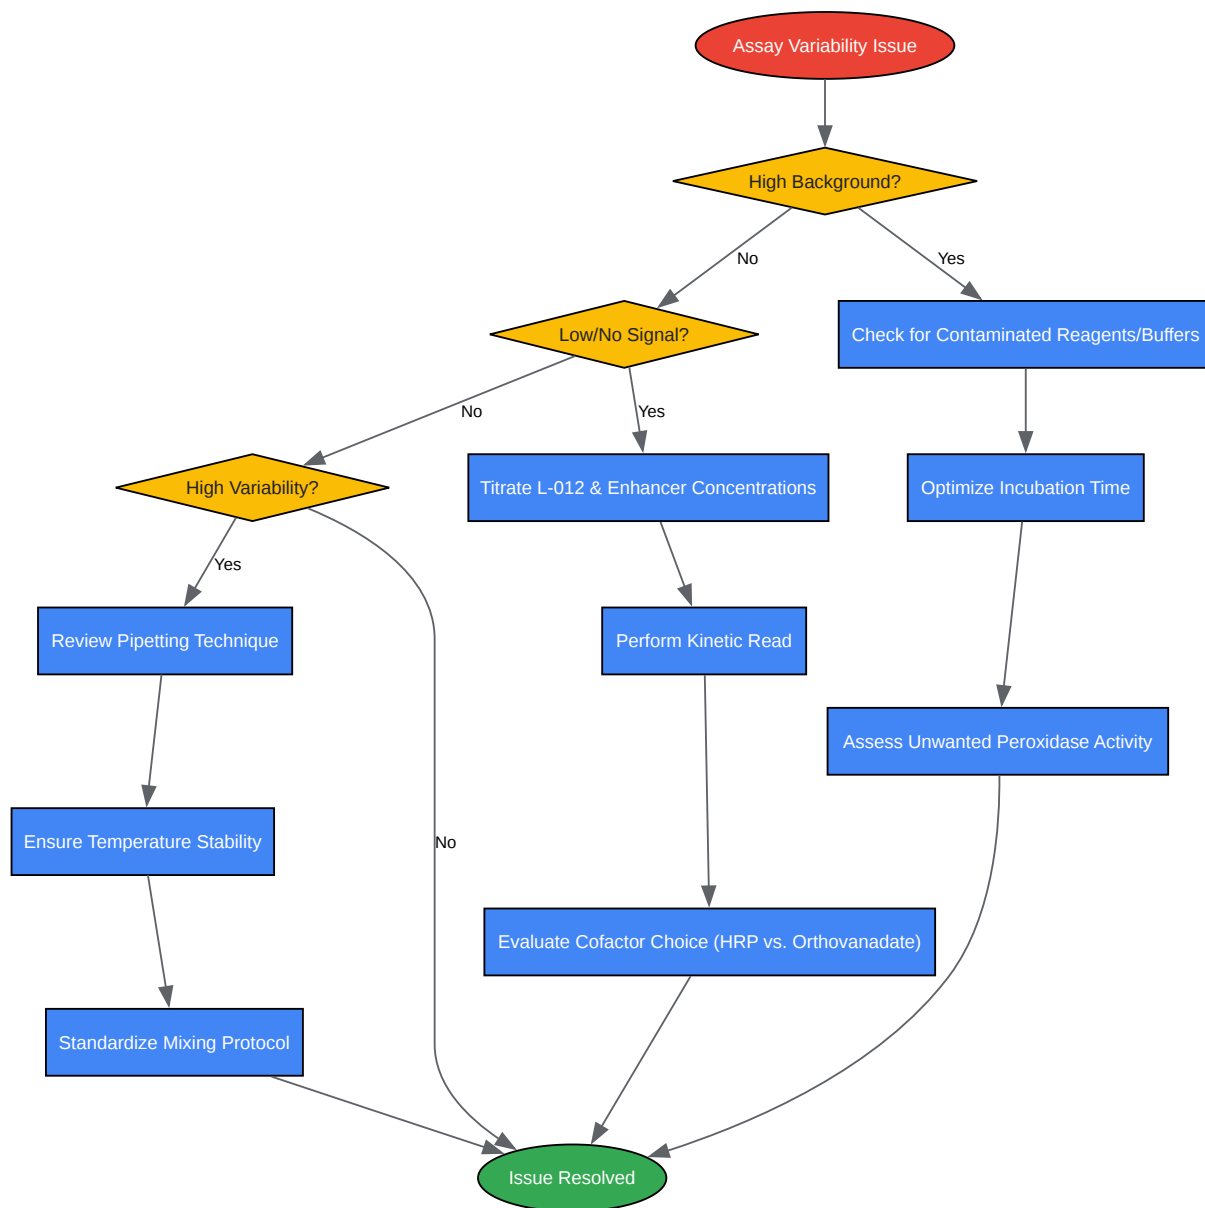 Assay Variability Issue
High Background?
No
Yes
Low/No Signal?
Check for Contaminated Reagents/Buffers
No
Yes
High Variability?
Titrate L-012 & Enhancer Concentrations
Optimize Incubation Time
Yes
Review Pipetting Technique
Perform Kinetic Read
Assess Unwanted Peroxidase Activity
Ensure Temperature Stability
No
Evaluate Cofactor Choice (HRP vs. Orthovanadate)
Standardize Mixing Protocol
Issue Resolved